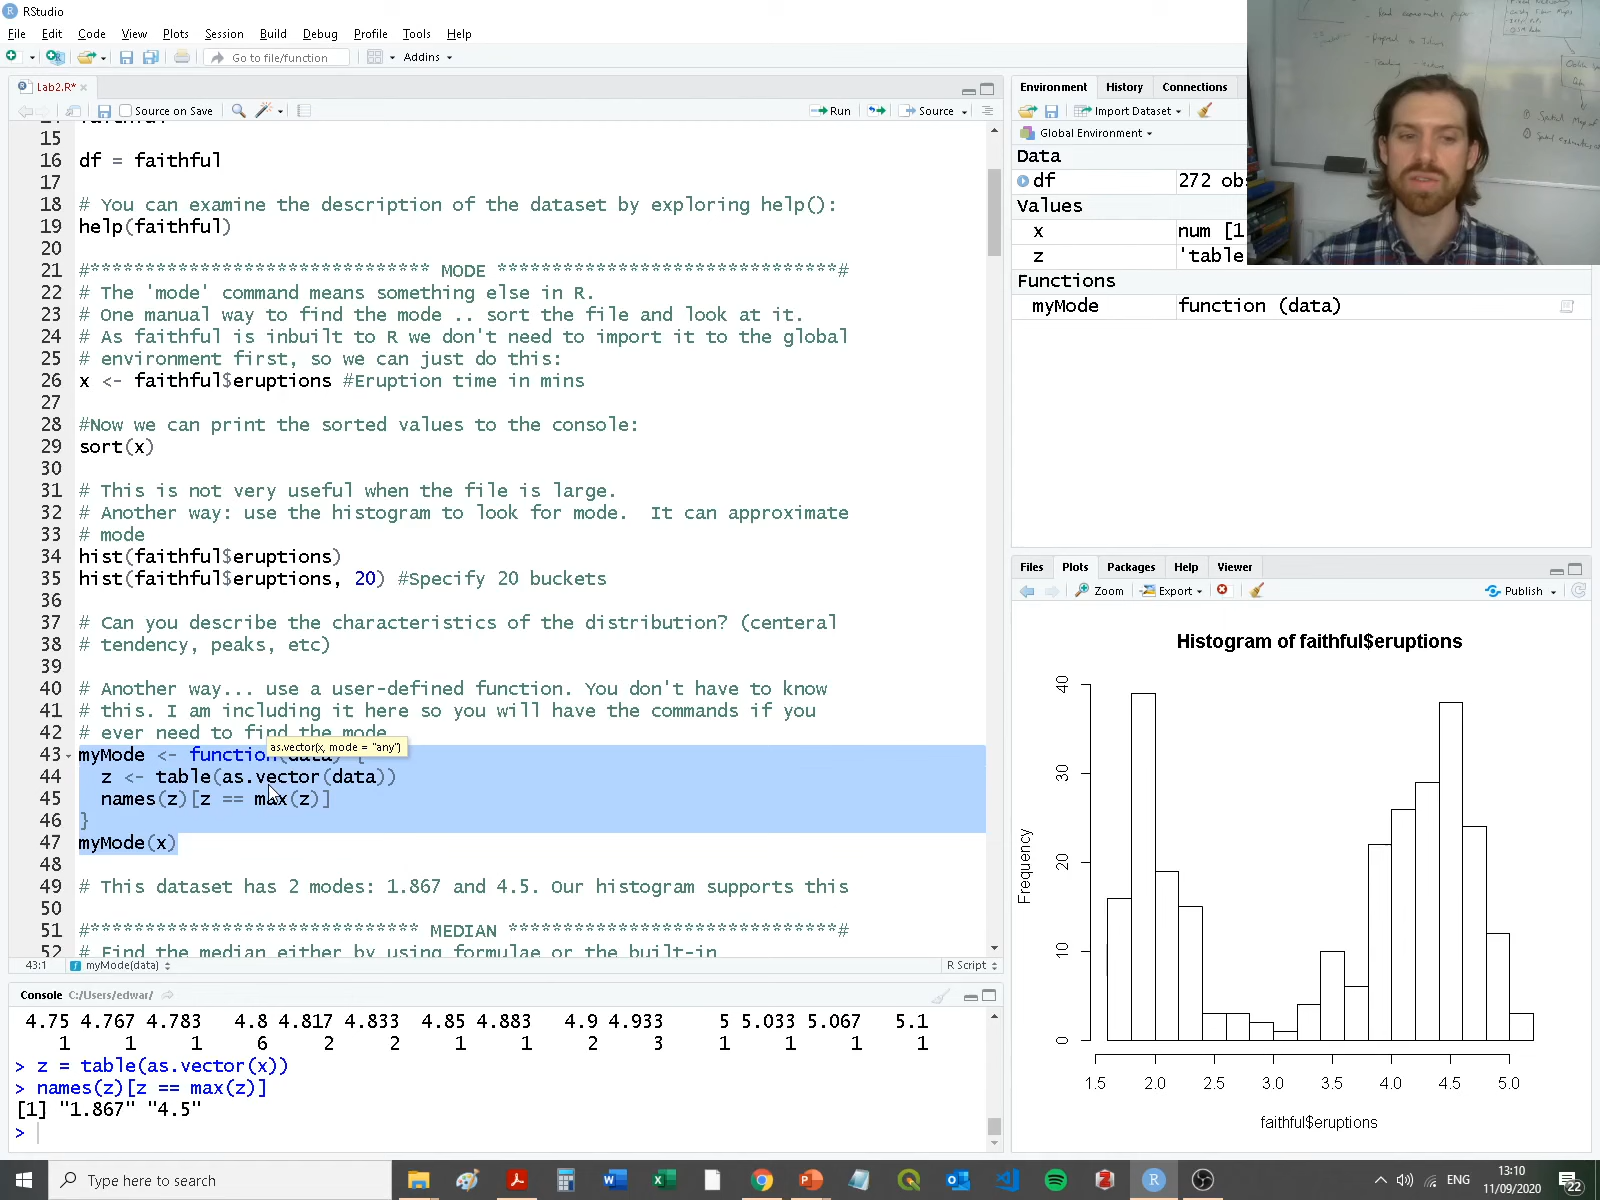 RStudio
File Edit Code View Plots Session Build Debug Profile Tools Help
Go to file/function Addins
Lab2.R*
Source on Save Run Source
15
16 df = faithful
17
18 # You can examine the description of the dataset by exploring help():
19 help(faithful)
20
21 #******************************* MODE *******************************#
22 # The 'mode' command means something else in R.
23 # One manual way to find the mode .. sort the file and look at it.
24 # As faithful is inbuilt to R we don't need to import it to the global
25 # environment first, so we can just do this:
26 x <- faithful$eruptions #Eruption time in mins
27
28 #Now we can print the sorted values to the console:
29 sort(x)
30
31 # This is not very useful when the file is large.
32 # Another way: use the histogram to look for mode.  It can approximate
33 # mode
34 hist(faithful$eruptions)
35 hist(faithful$eruptions, 20) #Specify 20 buckets
36
37 # Can you describe the characteristics of the distribution? (centeral
38 # tendency, peaks, etc)
39
40 # Another way... use a user-defined function. You don't have to know
41 # this. I am including it here so you will have the commands if you
42 # ever need to find the mode
as.vector(x, mode = "any")
43 myMode <- function(data) {
44   z <- table(as.vector(data))
45   names(z)[z == max(z)]
46 }
47 myMode(x)
48
49 # This dataset has 2 modes: 1.867 and 4.5. Our histogram supports this
50
51 #****************************** MEDIAN ******************************#
52 # Find the median either by using formulae or the built-in
43:1 myMode(data) R Script
Console C:/Users/edwar/
4.75 4.767 4.783 4.8 4.817 4.833 4.85 4.883 4.9 4.933 5 5.033 5.067 5.1
1 1 1 6 2 2 1 1 2 3 1 1 1 1
> z = table(as.vector(x))
> names(z)[z == max(z)]
[1] "1.867" "4.5"
>
Environment History Connections
Import Dataset
Global Environment
Data
df 272 obs
Values
x num [1
z 'table
Functions
myMode function (data)
Files Plots Packages Help Viewer
Zoom Export Publish
Histogram of faithful$eruptions
Frequency
0 10 20 30 40
1.5 2.0 2.5 3.0 3.5 4.0 4.5 5.0
faithful$eruptions
Type here to search
ENG
13:10
11/09/2020
22